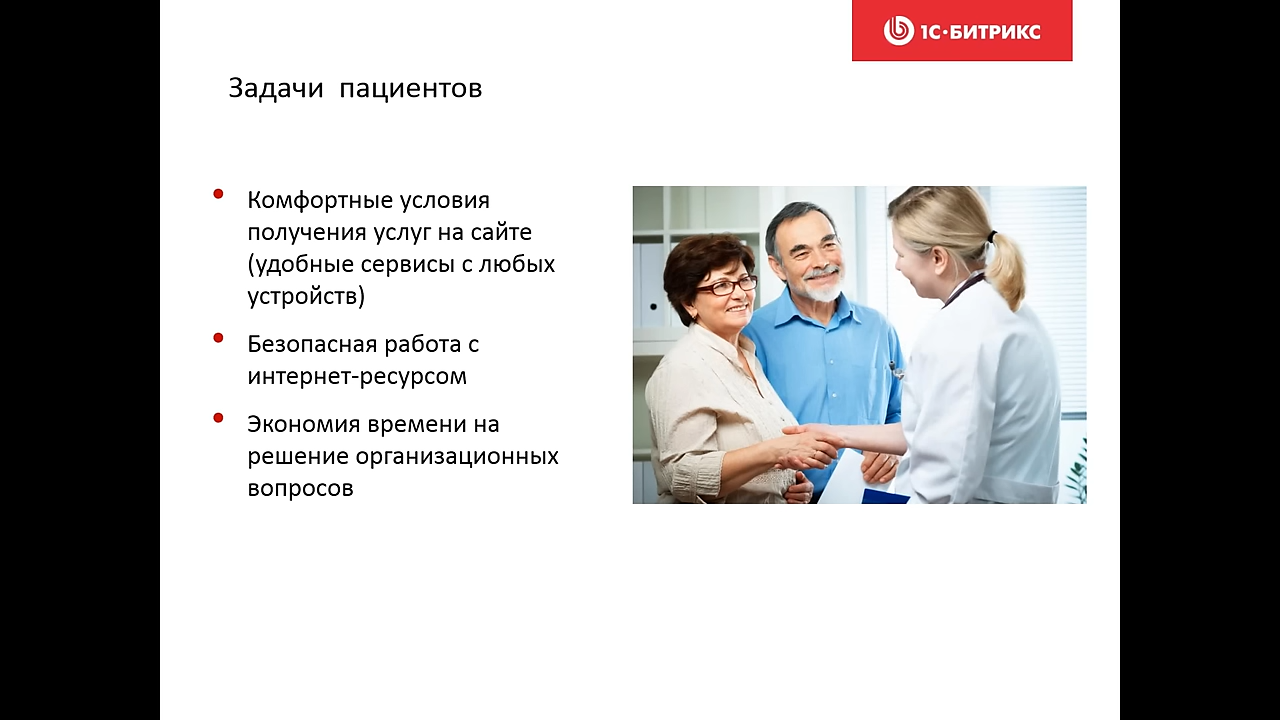 1С·БИТРИКС
Задачи пациентов
• Комфортные условия
получения услуг на сайте
(удобные сервисы с любых
устройств)
• Безопасная работа с
интернет-ресурсом
• Экономия времени на
решение организационных
вопросов